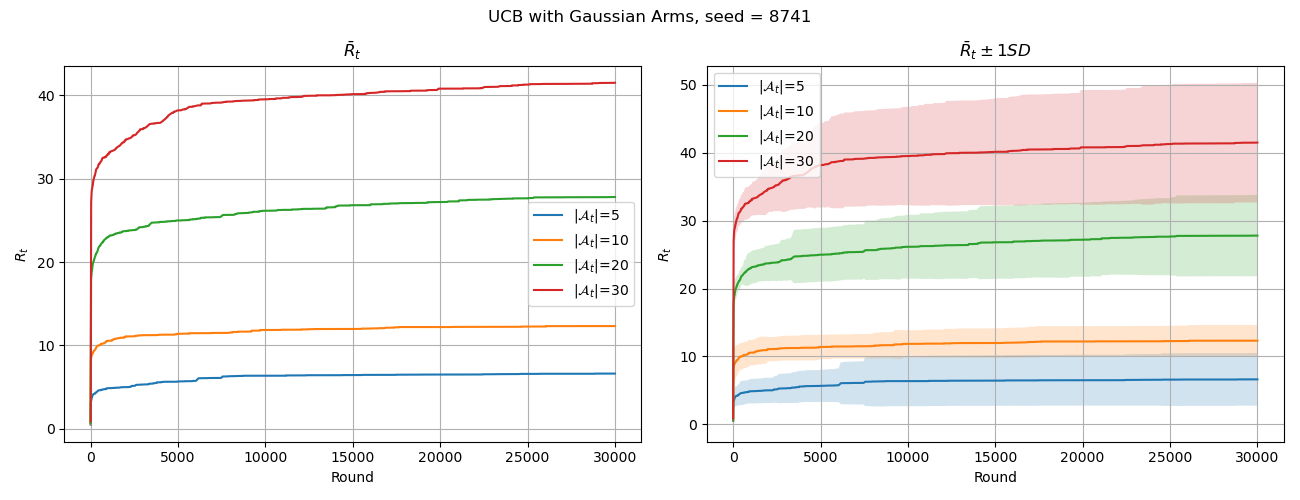 UCB with Gaussian Arms, seed = 8741
R̄ₜ
Rₜ
40
30
20
10
0
|𝒜ₜ|=5
|𝒜ₜ|=10
|𝒜ₜ|=20
|𝒜ₜ|=30
0 5000 10000 15000 20000 25000 30000
Round
R̄ₜ ± 1SD
Rₜ
50
40
30
20
10
0
|𝒜ₜ|=5
|𝒜ₜ|=10
|𝒜ₜ|=20
|𝒜ₜ|=30
0 5000 10000 15000 20000 25000 30000
Round